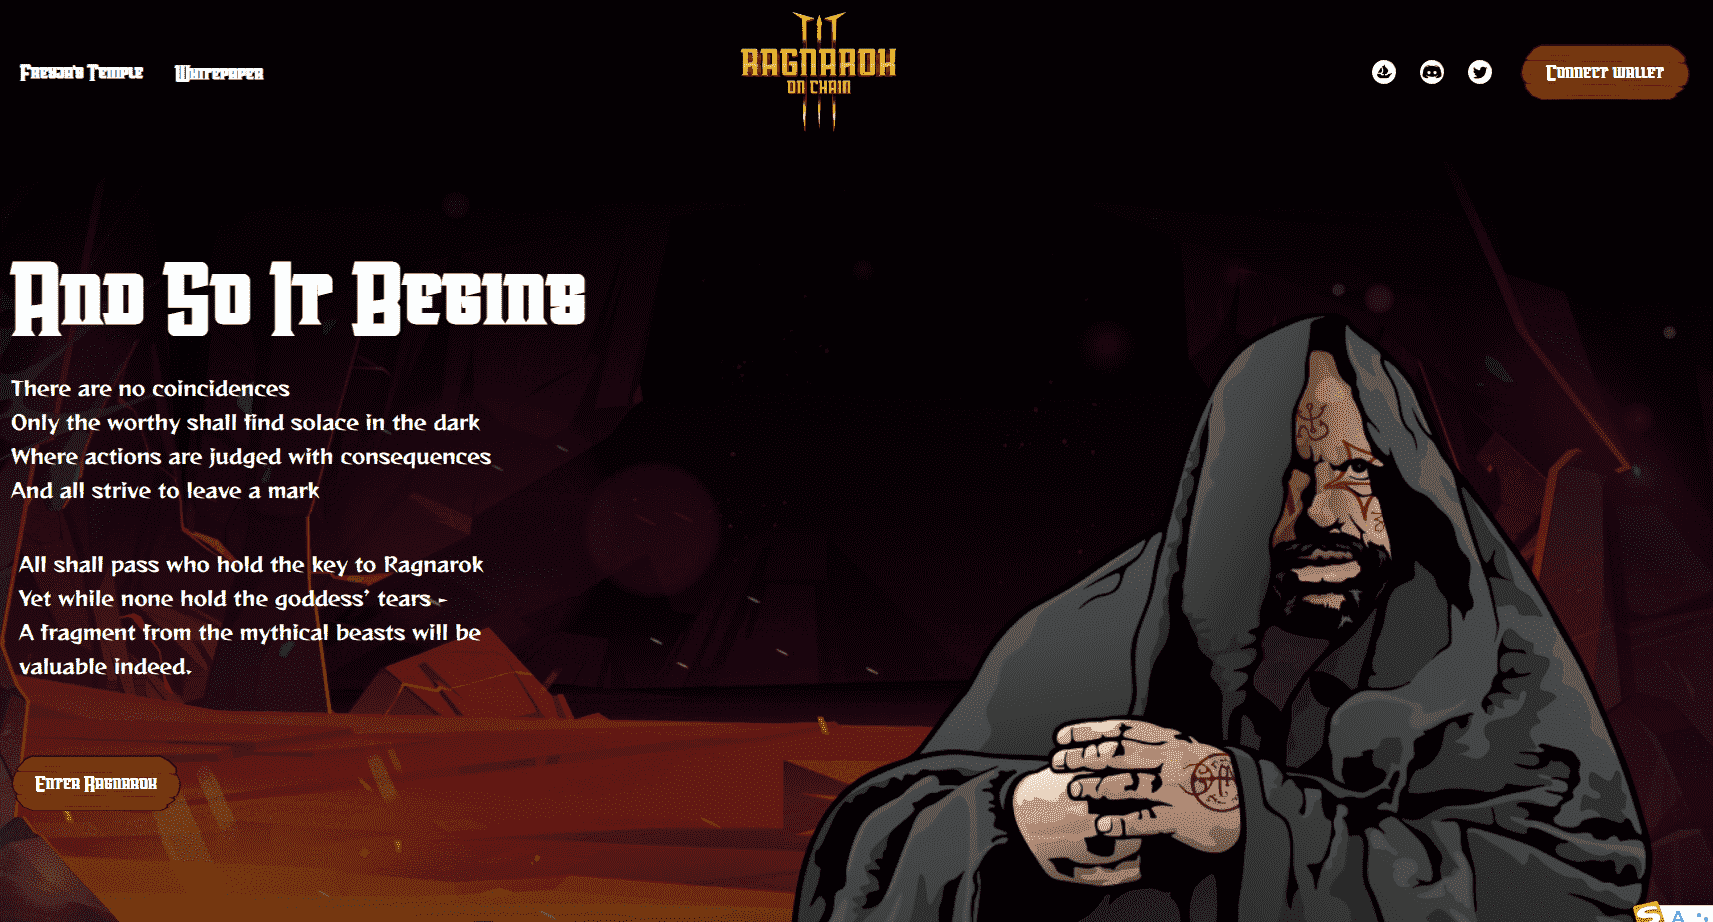 Freyja's Temple
Whitepaper
RAGNAROK
ON CHAIN
Connect wallet
And So It Begins
There are no coincidences
Only the worthy shall find solace in the dark
Where actions are judged with consequences
And all strive to leave a mark
All shall pass who hold the key to Ragnarok
Yet while none hold the goddess' tears -
A fragment from the mythical beasts will be
valuable indeed.
Enter Ragnarok
S A